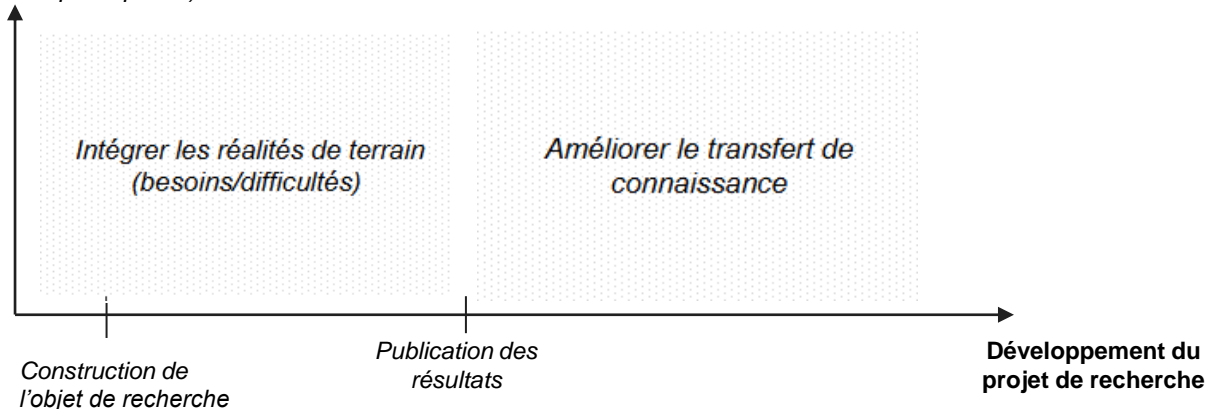 Intégrer les réalités de terrain
(besoins/difficultés)
Améliorer le transfert de
connaissance
Construction de
l'objet de recherche
Publication des
résultats
Développement du
projet de recherche